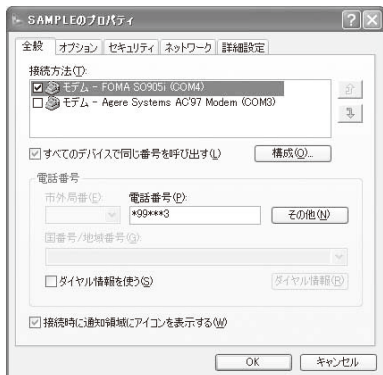 SAMPLEのプロパティ
全般 オプション セキュリティ ネットワーク 詳細設定
接続方法(T):
モデム - FOMA SO905i (COM4)
モデム - Agere Systems AC'97 Modem (COM3)
すべてのデバイスで同じ番号を呼び出す(L) 構成(O)...
電話番号
市外局番(E): 電話番号(P):
*99***3 その他(N)
国番号/地域番号(G):
ダイヤル情報を使う(S) ダイヤル情報(R)
接続時に通知領域にアイコンを表示する(W)
OK キャンセル